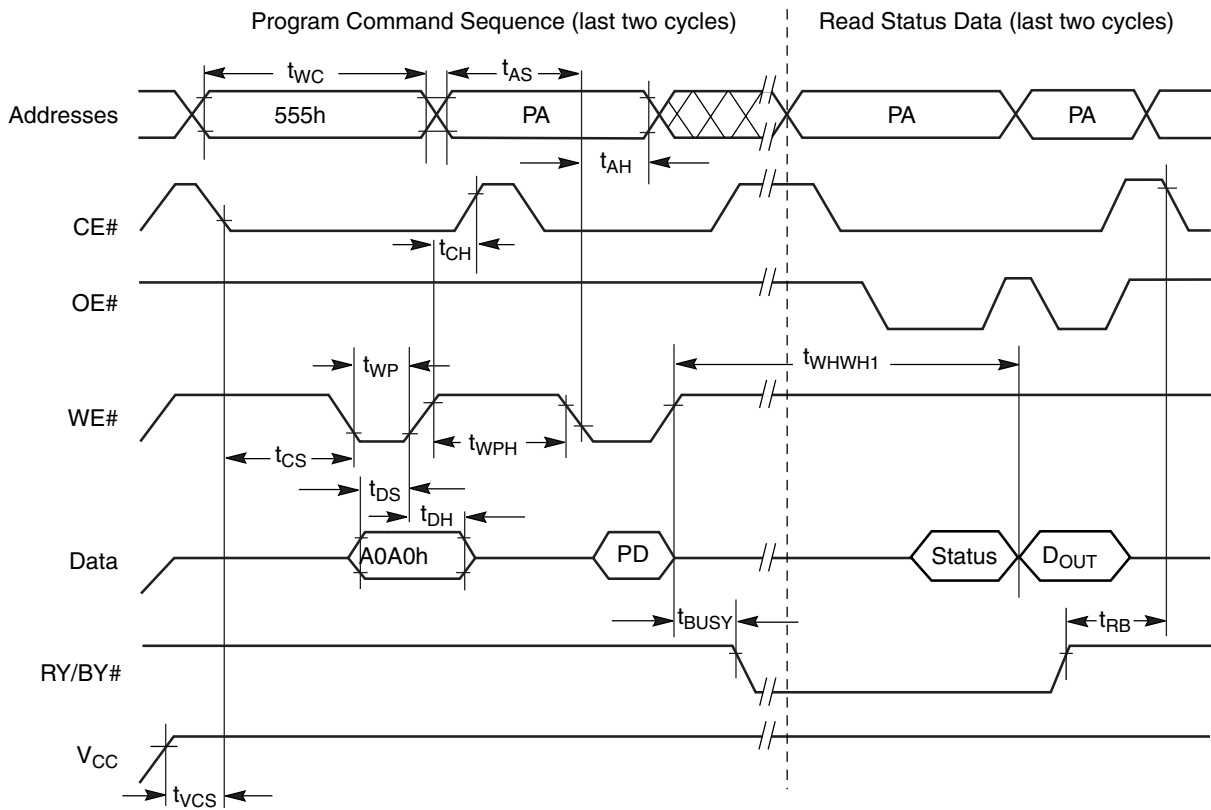 Program Command Sequence (last two cycles)
Read Status Data (last two cycles)
tWC
tAS
Addresses
555h
PA
PA
PA
tAH
CE#
tCH
OE#
tWP
tWHWH1
WE#
tCS
tWPH
tDS
tDH
Data
A0A0h
PD
Status
DOUT
tBUSY
tRB
RY/BY#
VCC
tVCS